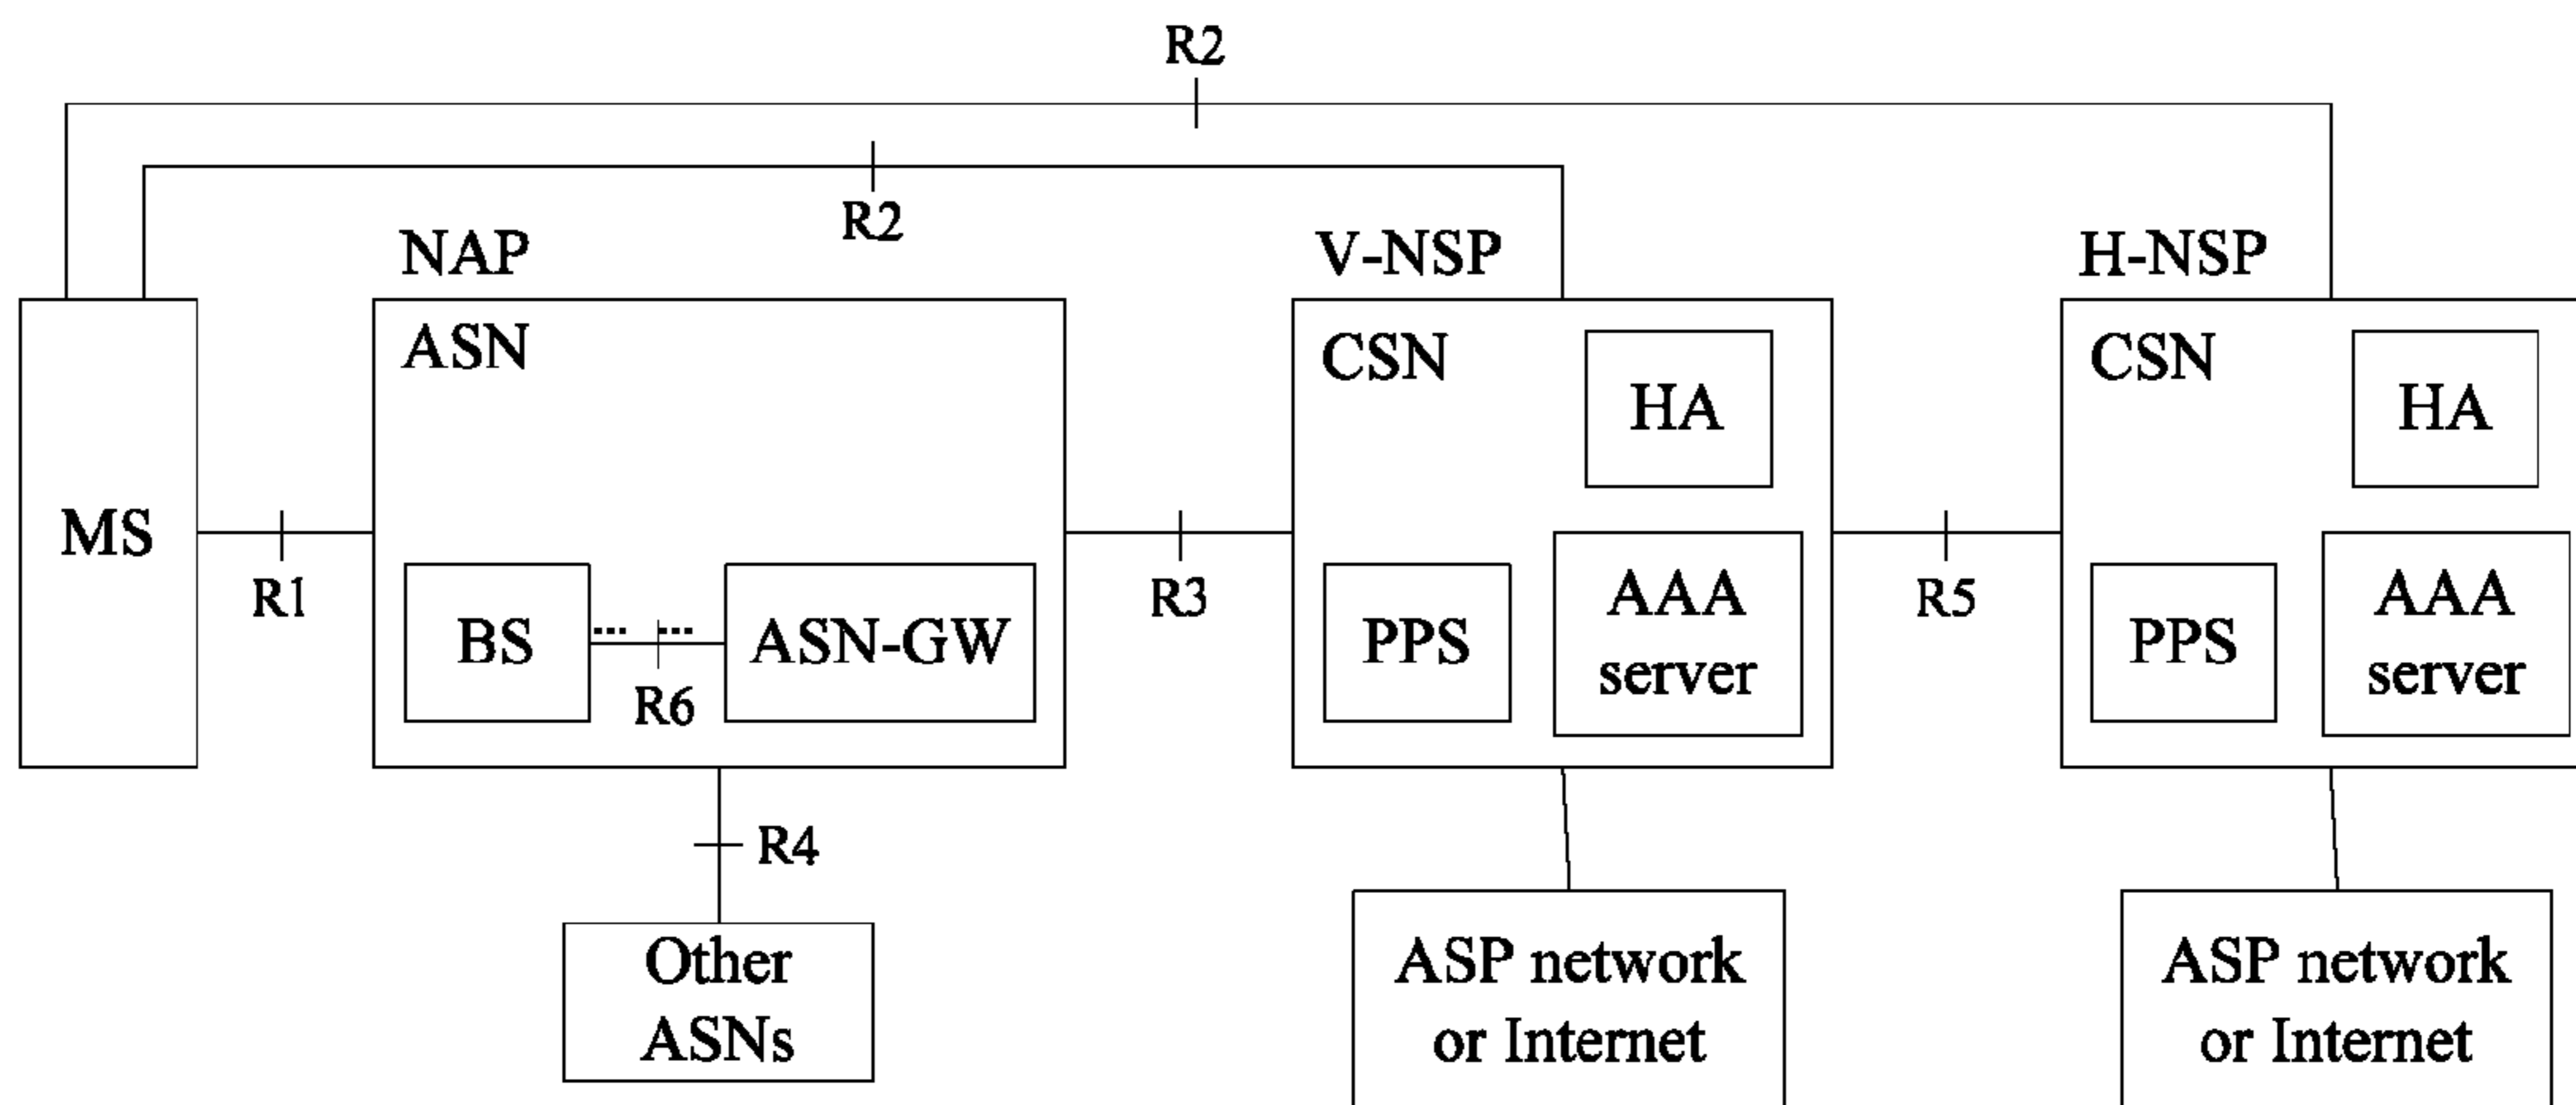 R2
R2
NAP
V-NSP
H-NSP
ASN
CSN
HA
CSN
HA
MS
R1
R3
R5
BS
R6
ASN-GW
PPS
AAA
server
PPS
AAA
server
R4
Other
ASNs
ASP network
or Internet
ASP network
or Internet